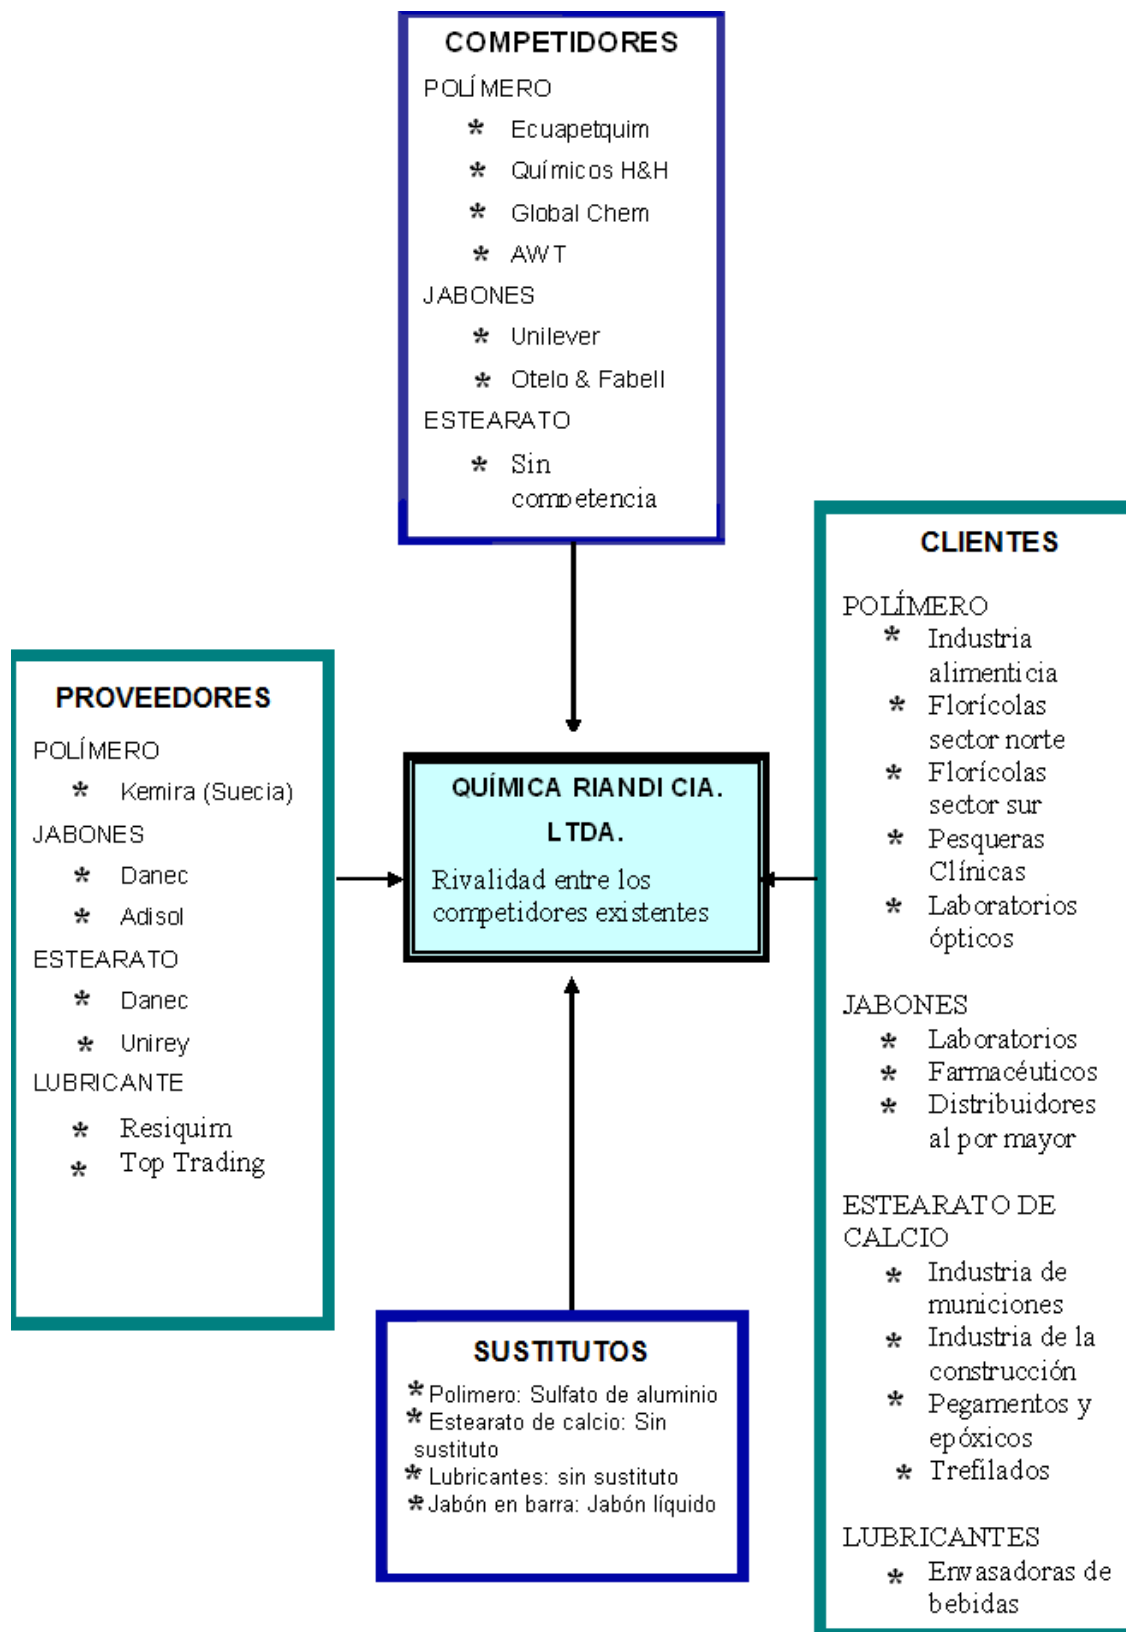 COMPETIDORES
POLÍMERO
* Ecuapetquim
* Químicos H&H
* Global Chem
* AWT
JABONES
* Unilever
* Otelo & Fabell
ESTEARATO
* Sin
competencia
PROVEEDORES
POLÍMERO
* Kemira (Suecia)
JABONES
* Danec
* Adisol
ESTEARATO
* Danec
* Unirey
LUBRICANTE
* Resiquim
* Top Trading
QUÍMICA RIANDI CIA.
LTDA.
Rivalidad entre los
competidores existentes
CLIENTES
POLÍMERO
* Industria
alimenticia
* Florícolas
sector norte
* Florícolas
sector sur
* Pesqueras
Clínicas
* Laboratorios
ópticos
JABONES
* Laboratorios
* Farmacéuticos
* Distribuidores
al por mayor
ESTEARATO DE
CALCIO
* Industria de
municiones
* Industria de la
construcción
* Pegamentos y
epóxicos
* Trefilados
LUBRICANTES
* Envasadoras de
bebidas
SUSTITUTOS
* Polimero: Sulfato de aluminio
* Estearato de calcio: Sin
sustituto
* Lubricantes: sin sustituto
* Jabón en barra: Jabón líquido